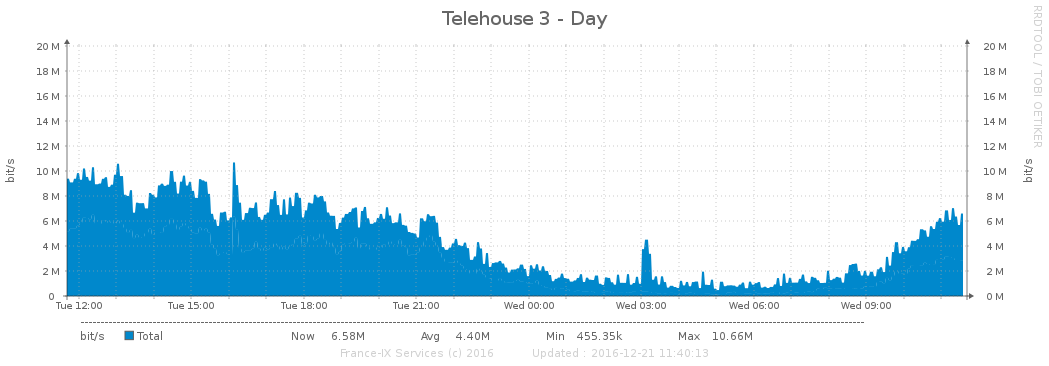 Telehouse 3 - Day
RRDTOOL / TOBI OETIKER
bit/s
bit/s
20 M 20 M
18 M 18 M
16 M 16 M
14 M 14 M
12 M 12 M
10 M 10 M
8 M 8 M
6 M 6 M
4 M 4 M
2 M 2 M
0 0 M
Tue 12:00 Tue 15:00 Tue 18:00 Tue 21:00 Wed 00:00 Wed 03:00 Wed 06:00 Wed 09:00
bit/s Total Now 6.58M Avg 4.40M Min 455.35k Max 10.66M
France-IX Services (c) 2016 Updated : 2016-12-21 11:40:13